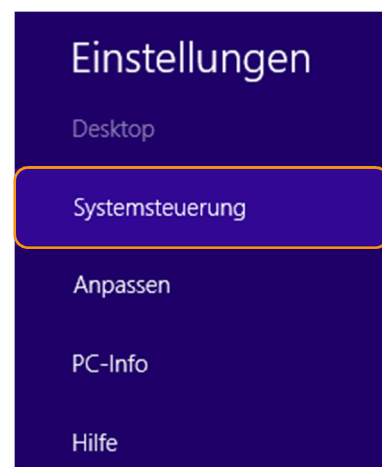 Einstellungen
Desktop
Systemsteuerung
Anpassen
PC-Info
Hilfe